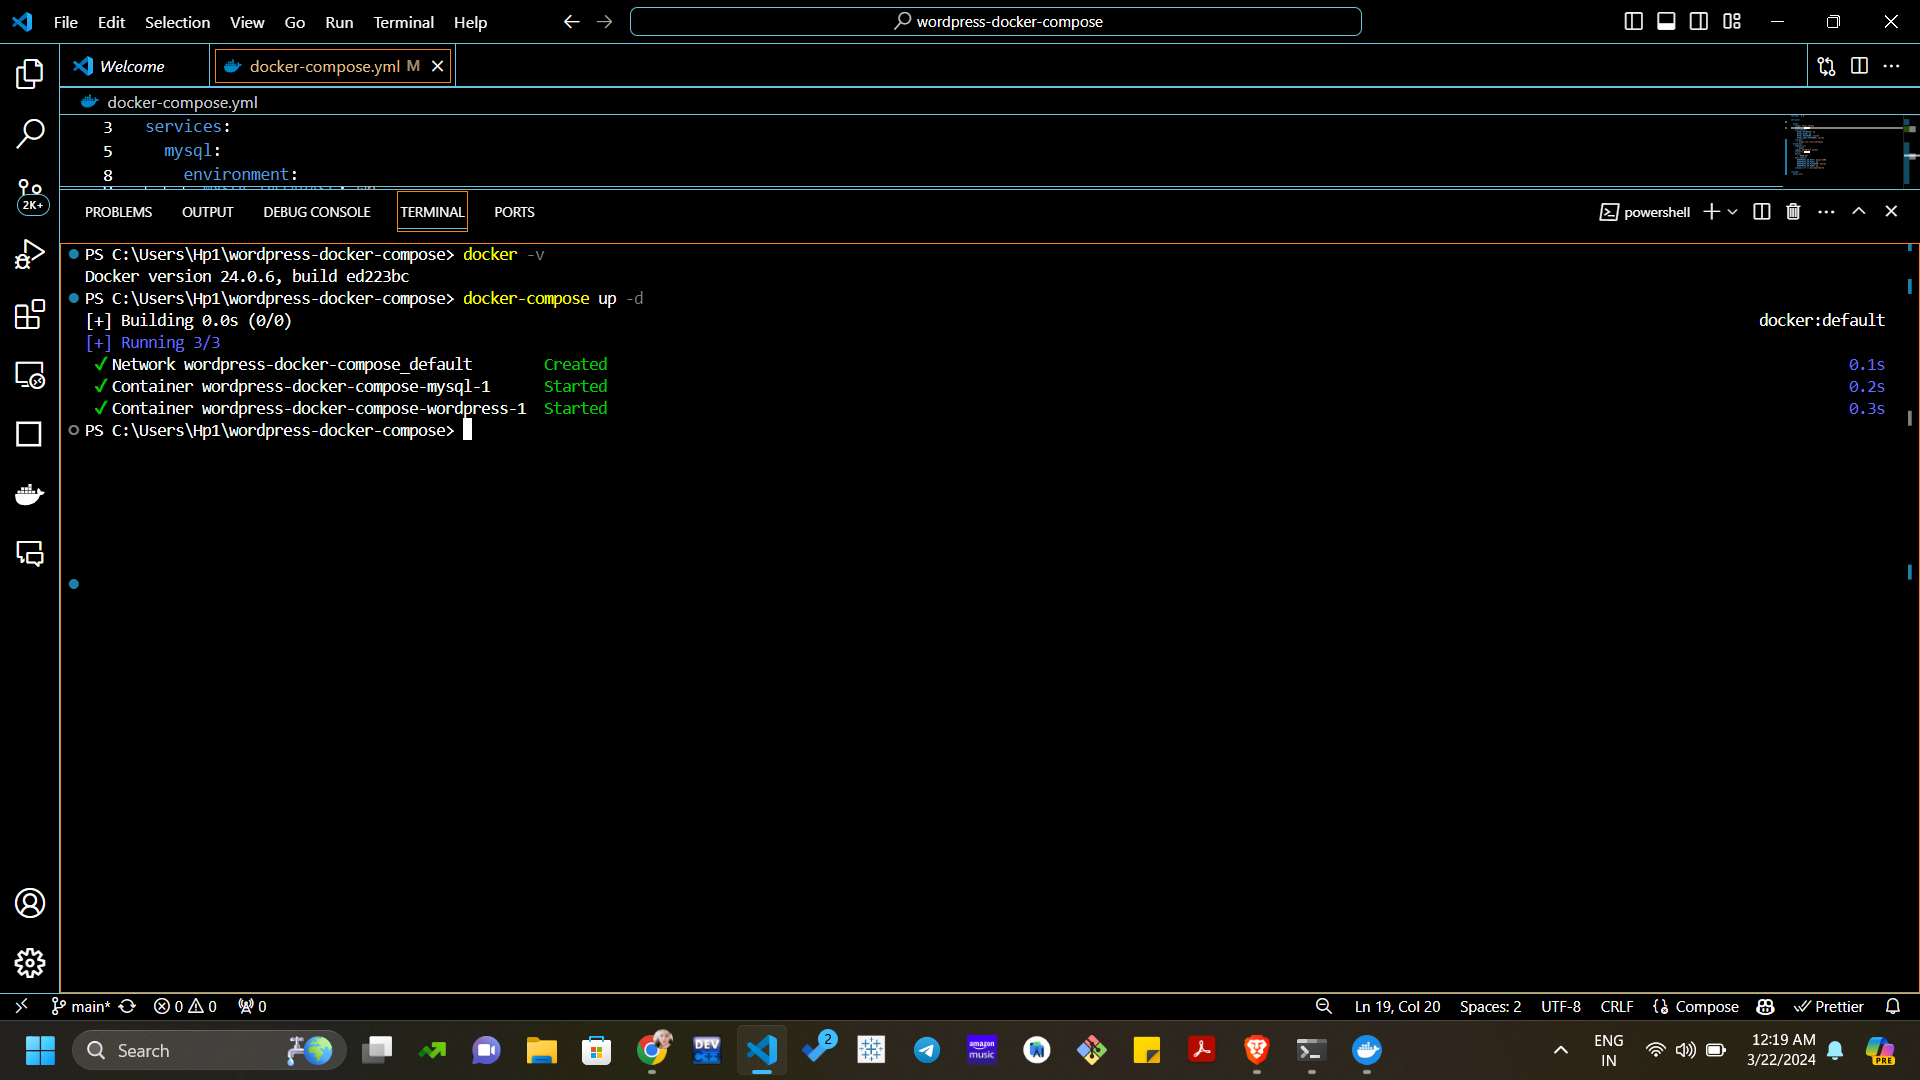 File Edit Selection View Go Run Terminal Help
wordpress-docker-compose
Welcome
docker-compose.yml M
docker-compose.yml
3 services:
5 mysql:
8 environment:
2K+
PROBLEMS OUTPUT DEBUG CONSOLE TERMINAL PORTS
powershell
PS C:\Users\Hp1\wordpress-docker-compose> docker -v
Docker version 24.0.6, build ed223bc
PS C:\Users\Hp1\wordpress-docker-compose> docker-compose up -d
[+] Building 0.0s (0/0) docker:default
[+] Running 3/3
✓Network wordpress-docker-compose_default Created 0.1s
✓Container wordpress-docker-compose-mysql-1 Started 0.2s
✓Container wordpress-docker-compose-wordpress-1 Started 0.3s
PS C:\Users\Hp1\wordpress-docker-compose>
main* 0 0 0 Ln 19, Col 20 Spaces: 2 UTF-8 CRLF Compose Prettier
Search
DEV C++
2
amazon music
ENG
IN
12:19 AM
3/22/2024
PRE